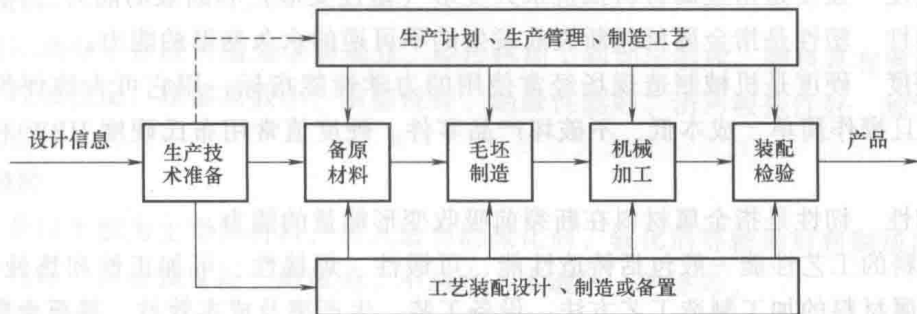 生产计划、生产管理、制造工艺
设计信息
生产技
术准备
备原
材料
毛坯
制造
机械
加工
装配
检验
产品
工艺装配设计、制造或备置